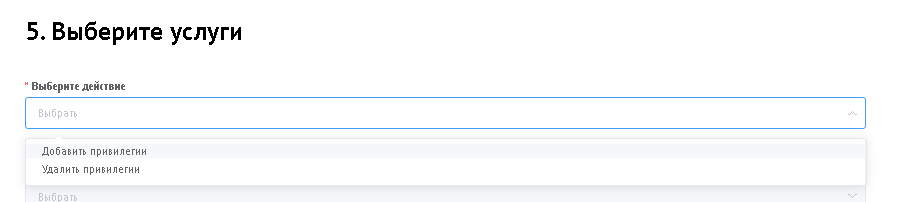 5. Выберите услуги
* Выберите действие
Выбрать
Добавить привилегии
Удалить привилегии
Выбрать